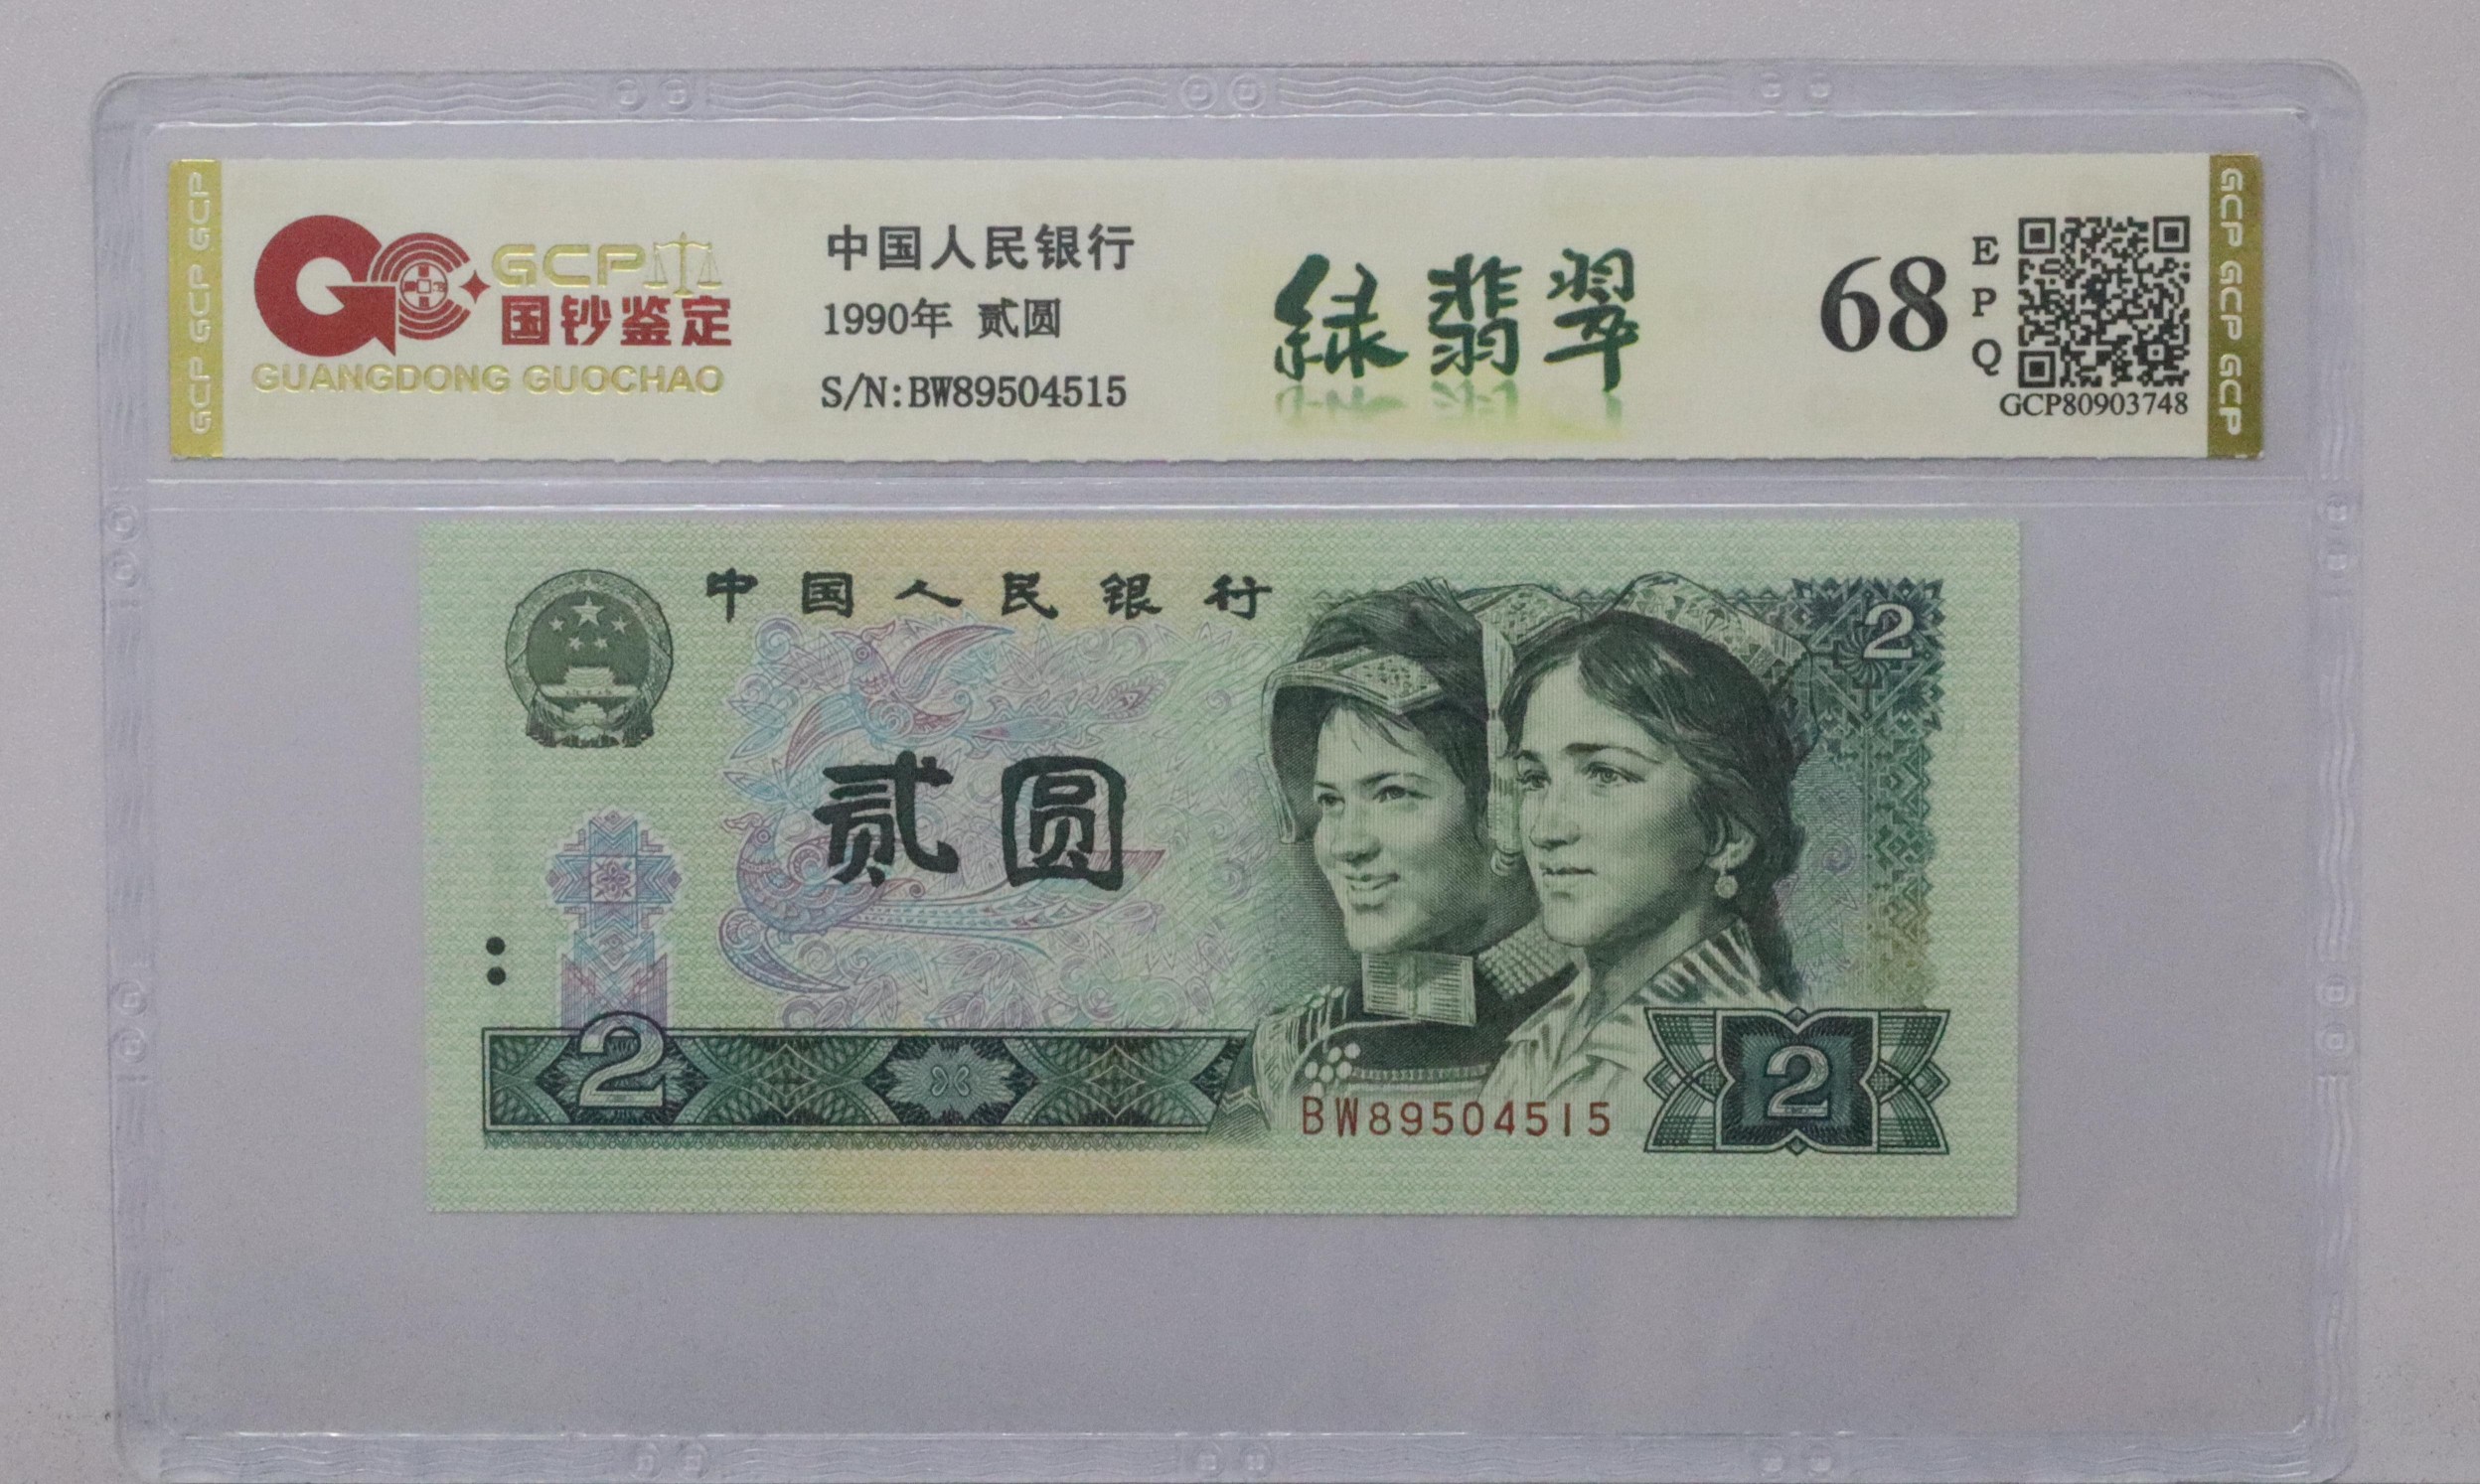 GCP GCP GCP
GCP
国钞鉴定
GUANGDONG GUOCHAO
中国人民银行
1990年 贰圆
S/N:BW89504515
緑翡翠
68
E
P
Q
GCP80903748
GCP GCP GCP
中国人民银行
2
贰圆
2
BW89504515
2